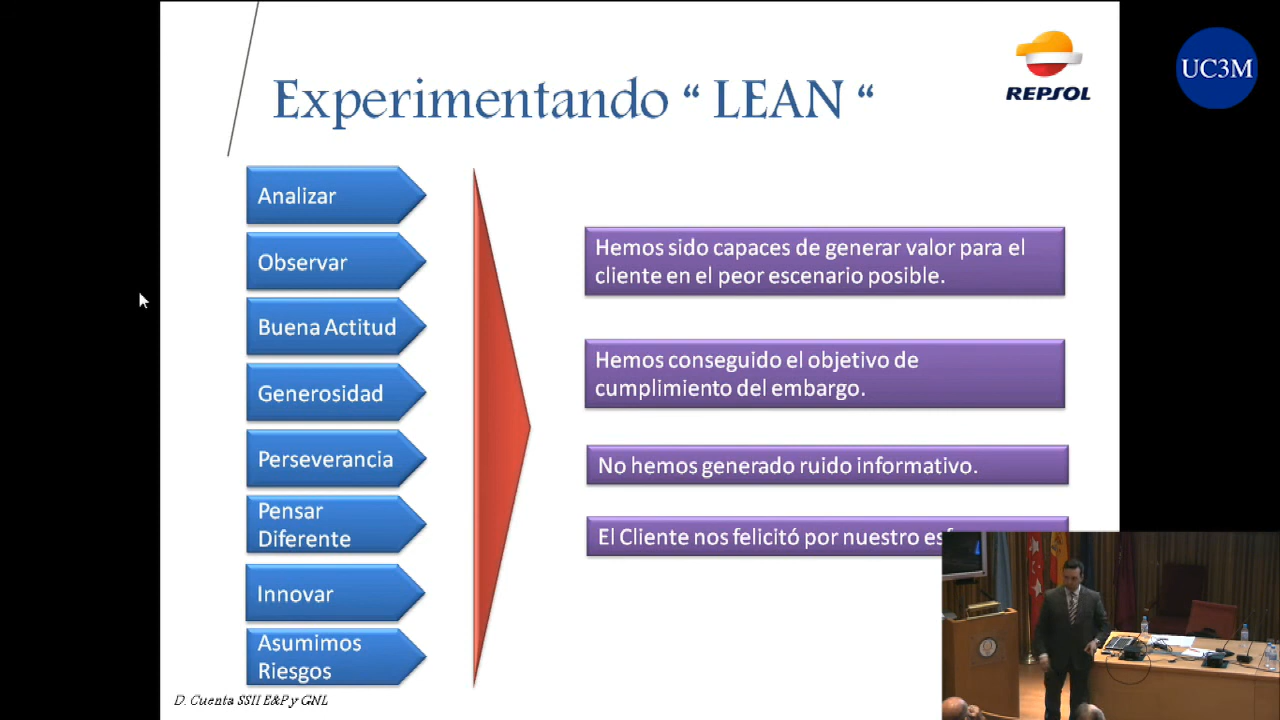 Experimentando “ LEAN “
REPSOL
UC3M
Analizar
Observar
Buena Actitud
Generosidad
Perseverancia
Pensar
Diferente
Innovar
Asumimos
Riesgos
Hemos sido capaces de generar valor para el
cliente en el peor escenario posible.
Hemos conseguido el objetivo de
cumplimiento del embargo.
No hemos generado ruido informativo.
El Cliente nos felicitó por nuestro
D. Cuenta SSII E&P y GNL